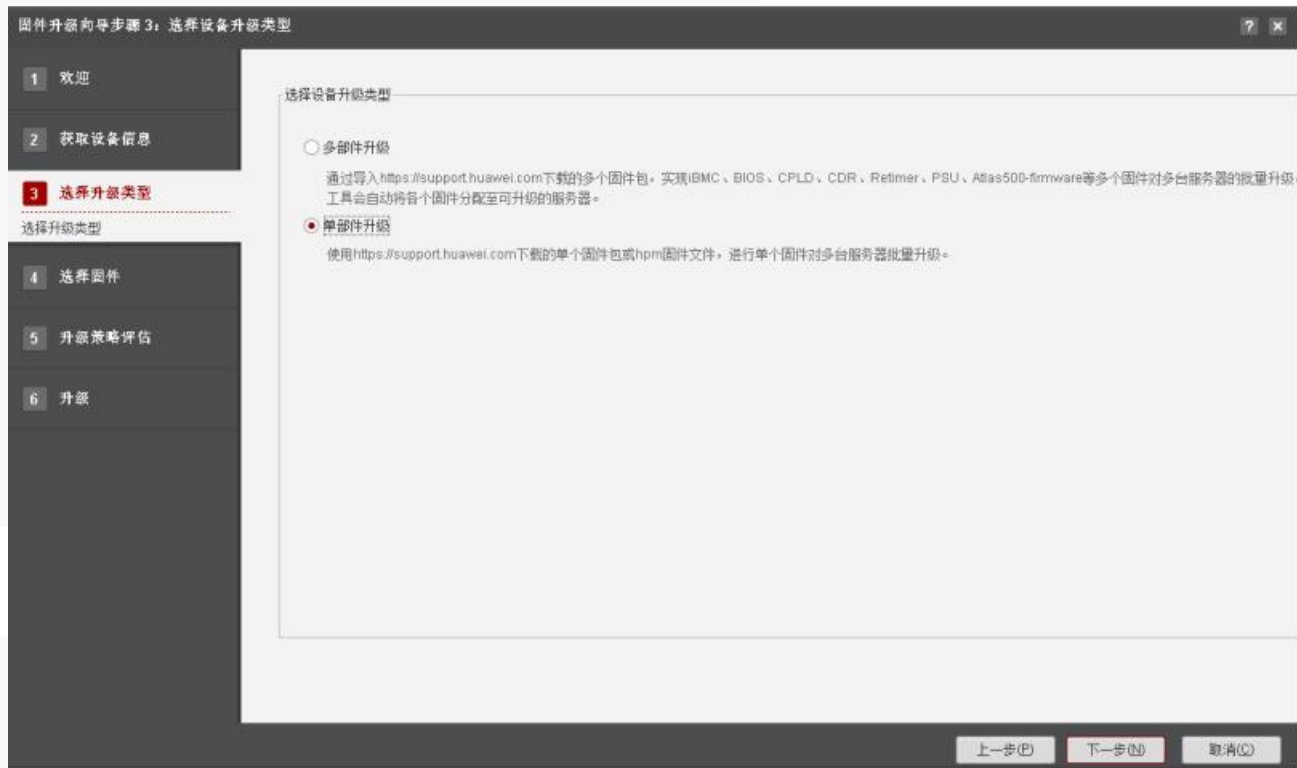 固件升级向导步骤 3：选择设备升级类型
? ×
1 欢迎
2 获取设备信息
3 选择升级类型
选择升级类型
4 选择固件
5 升级策略评估
6 升级
选择设备升级类型
多部件升级
通过导入https://support.huawei.com下载的多个固件包，实现iBMC、BIOS、CPLD、CDR、Retimer、PSU、Atlas500-firmware等多个固件对多台服务器的批量升级，
工具会自动将各个固件分配至可升级的服务器。
单部件升级
使用https://support.huawei.com下载的单个固件包或hpm固件文件，进行单个固件对多台服务器批量升级。
上一步(P) 下一步(N) 取消(C)